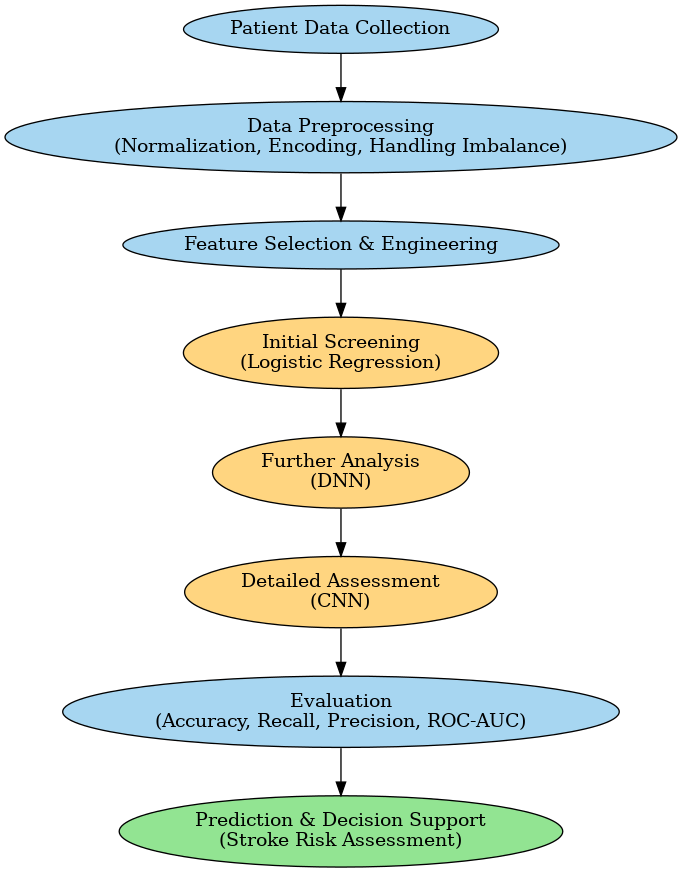 Patient Data Collection
Data Preprocessing
(Normalization, Encoding, Handling Imbalance)
Feature Selection & Engineering
Initial Screening
(Logistic Regression)
Further Analysis
(DNN)
Detailed Assessment
(CNN)
Evaluation
(Accuracy, Recall, Precision, ROC-AUC)
Prediction & Decision Support
(Stroke Risk Assessment)